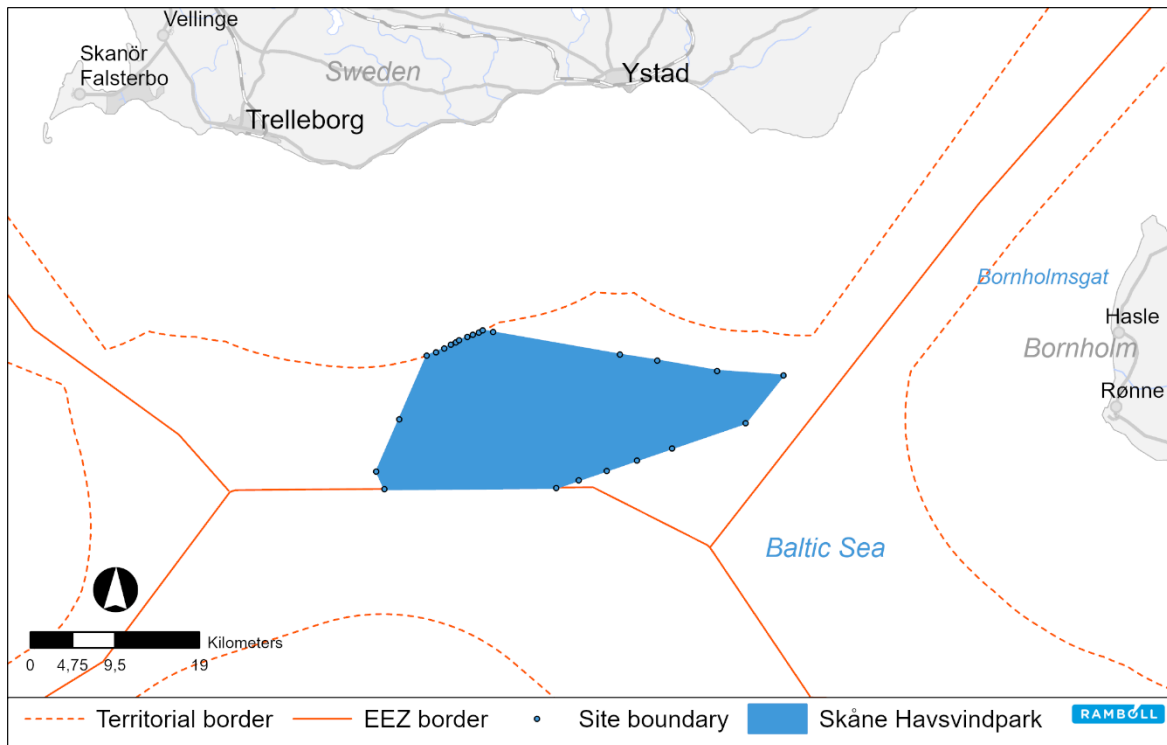 Vellinge
Skanör
Falsterbo
Sweden
Ystad
Trelleborg
Bornholmsgat
Hasle
Bornholm
Rønne
Baltic Sea
Kilometers
0 4,75 9,5 19
Territorial border EEZ border Site boundary Skåne Havsvindpark RAMBOLL